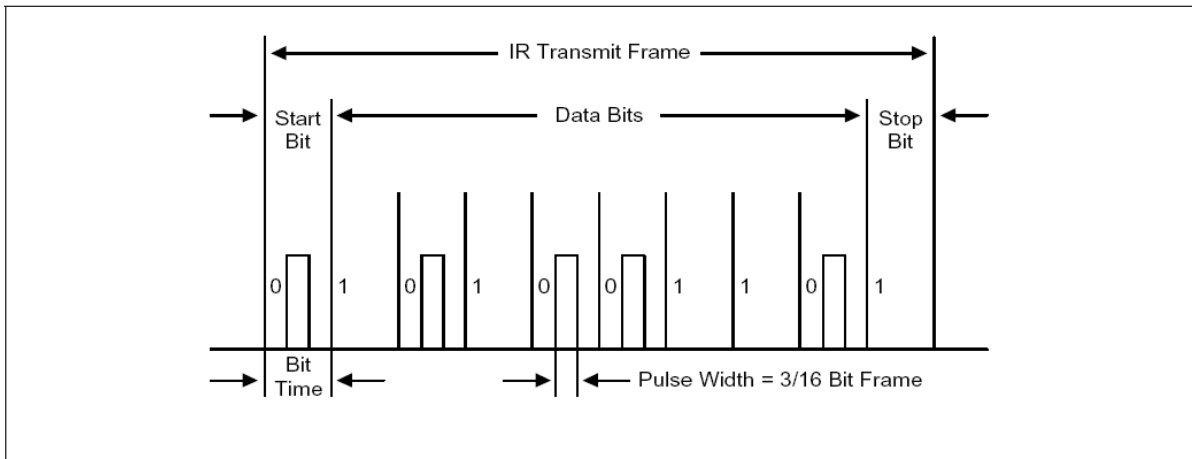 IR Transmit Frame
Start
Bit
Data Bits
Stop
Bit
0 1 0 1 0 0 1 1 0 1
Bit
Time
Pulse Width = 3/16 Bit Frame